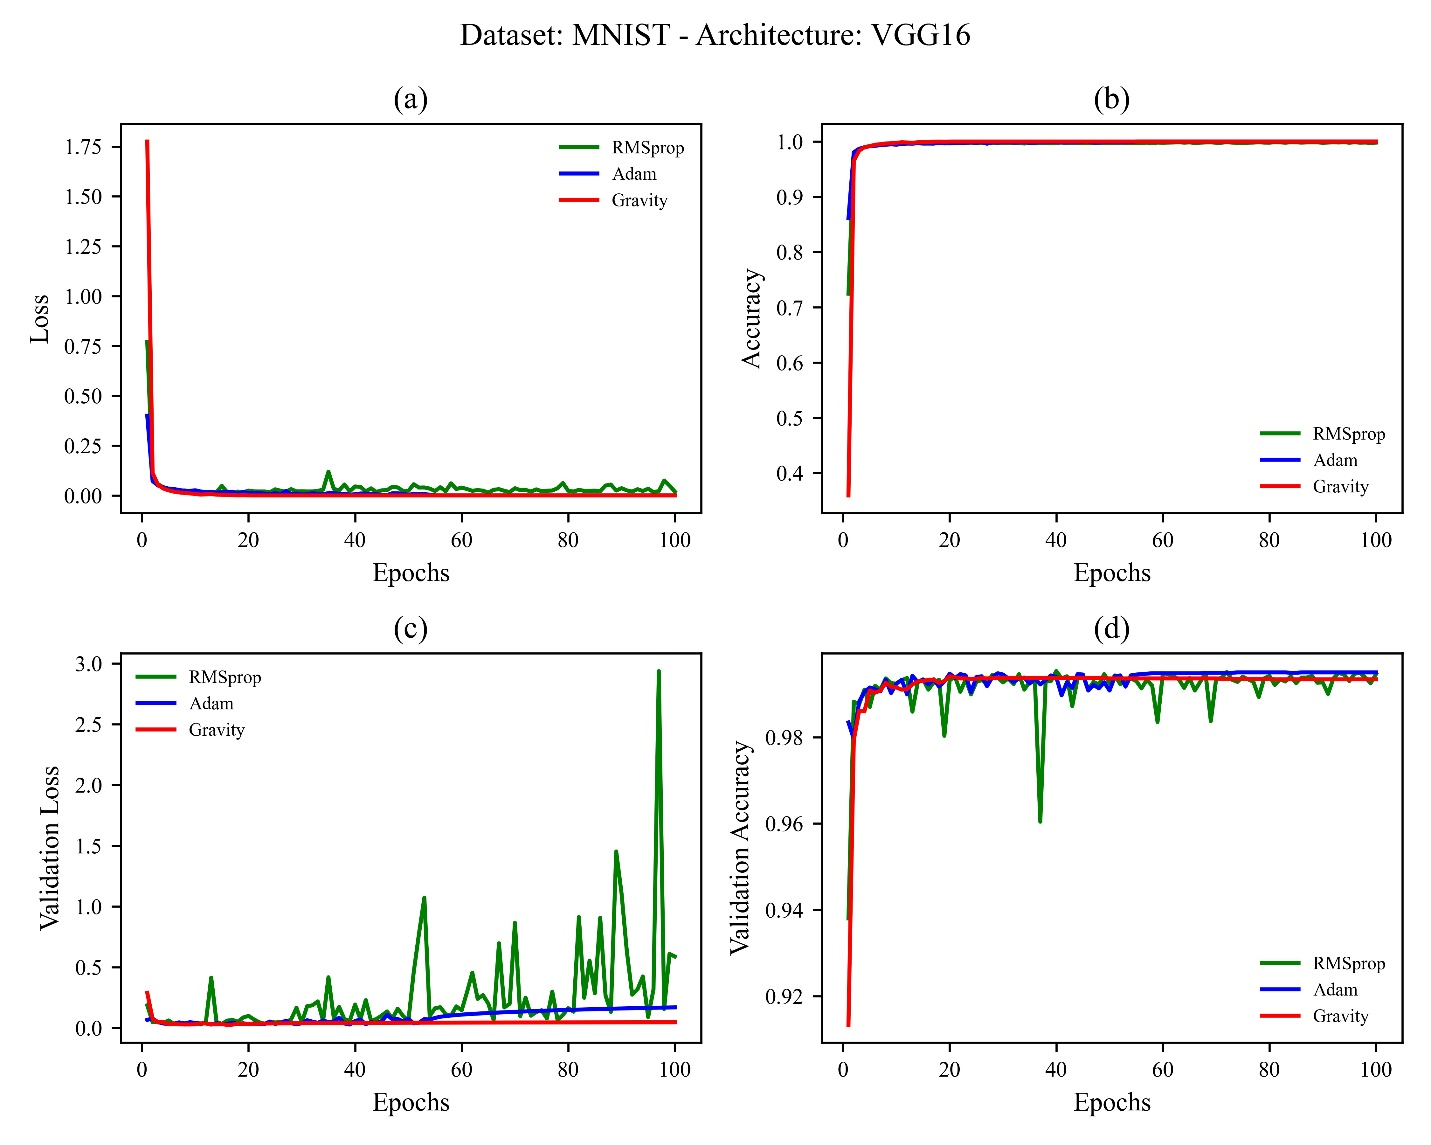 Dataset: MNIST - Architecture: VGG16
(a)
1.75
1.50
1.25
1.00
0.75
0.50
0.25
0.00
Loss
RMSprop
Adam
Gravity
0 20 40 60 80 100
Epochs
(b)
1.0
0.9
0.8
0.7
0.6
0.5
0.4
Accuracy
RMSprop
Adam
Gravity
0 20 40 60 80 100
Epochs
(c)
3.0
2.5
2.0
1.5
1.0
0.5
0.0
Validation Loss
RMSprop
Adam
Gravity
0 20 40 60 80 100
Epochs
(d)
0.98
0.96
0.94
0.92
Validation Accuracy
RMSprop
Adam
Gravity
0 20 40 60 80 100
Epochs